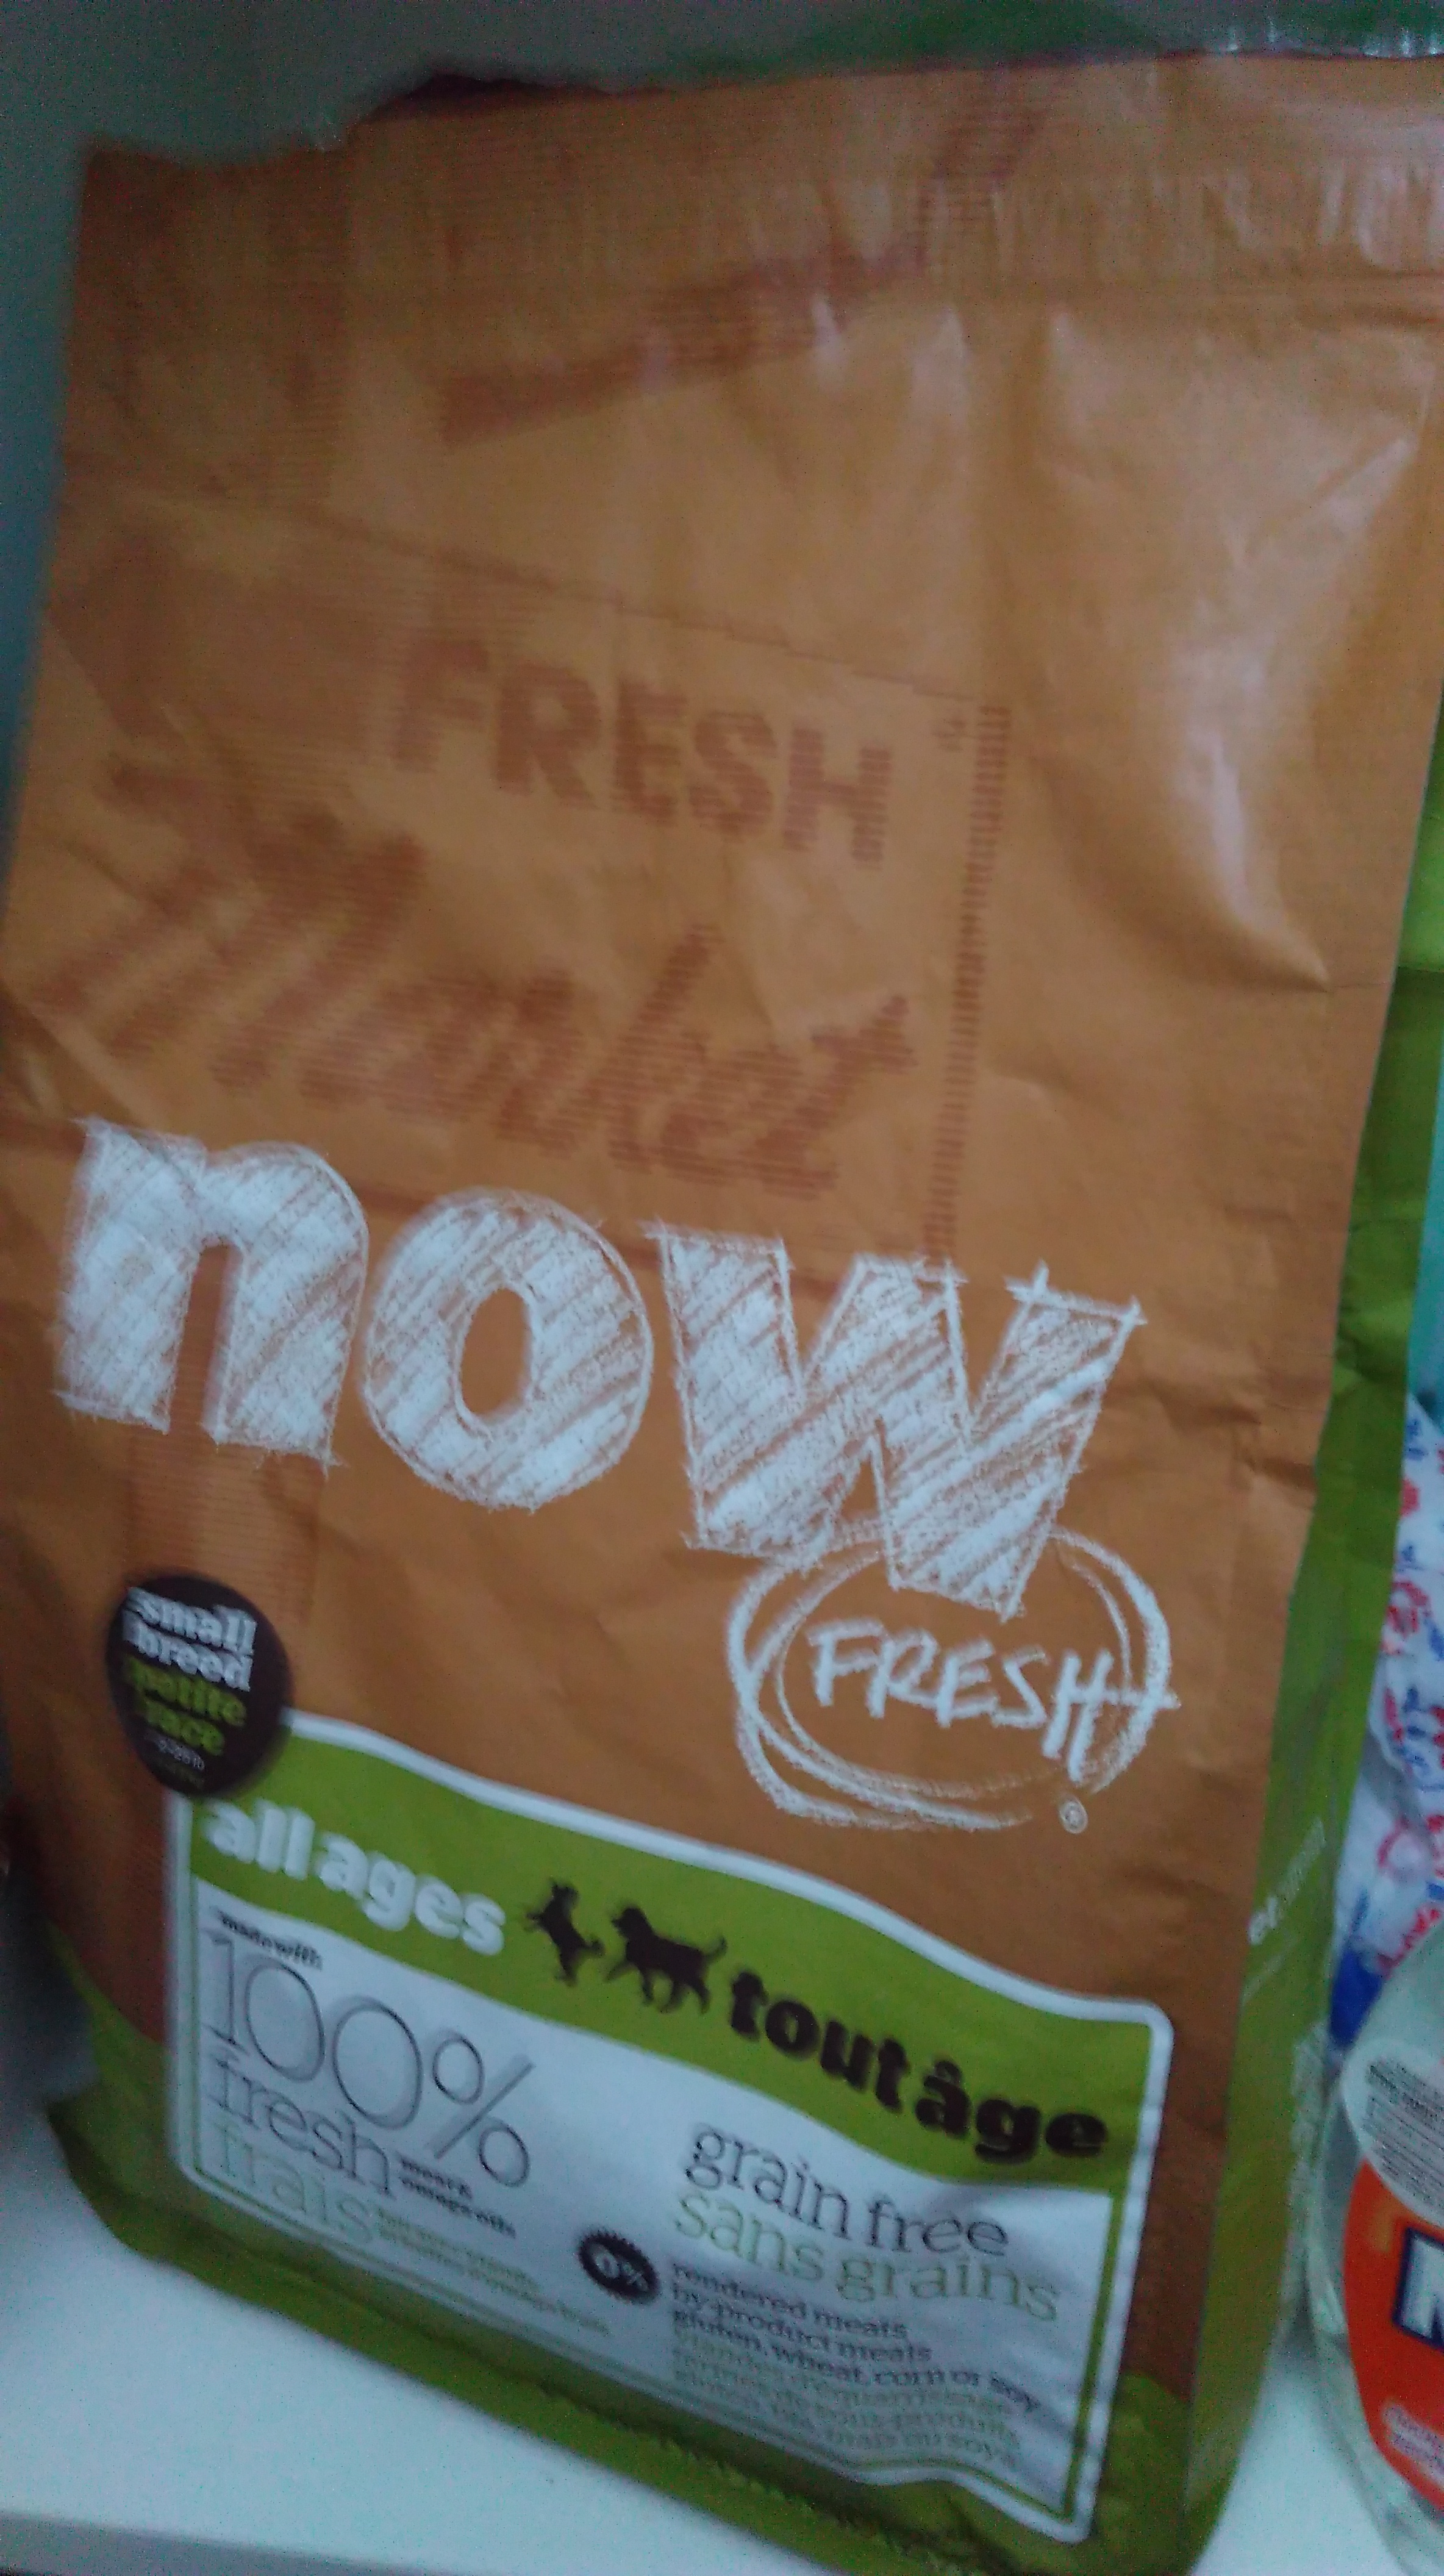 FRESH
Market
now
FRESH
small
breed
petite
race
all ages
tout âge
made with
100%
fresh
frais
grain free
sans grains
0%
rendered meats
by-product meats
gluten, wheat, corn or soy